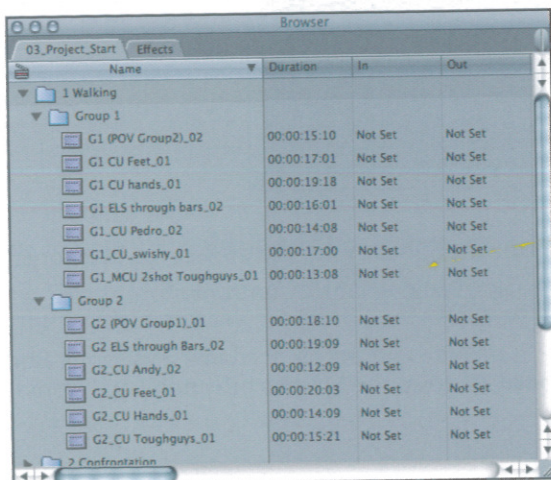 Browser
03_Project_Start Effects
Name Duration In Out
1 Walking
Group 1
G1 (POV Group2)_02 00:00:15:10 Not Set Not Set
G1 CU Feet_01 00:00:17:01 Not Set Not Set
G1 CU hands_01 00:00:19:18 Not Set Not Set
G1 ELS through bars_02 00:00:16:01 Not Set Not Set
G1_CU Pedro_02 00:00:14:08 Not Set Not Set
G1_CU_swishy_01 00:00:17:00 Not Set Not Set
G1_MCU 2shot Toughguys_01 00:00:13:08 Not Set Not Set
Group 2
G2 (POV Group1)_01 00:00:18:10 Not Set Not Set
G2 ELS through Bars_02 00:00:19:09 Not Set Not Set
G2_CU Andy_02 00:00:12:09 Not Set Not Set
G2_CU Feet_01 00:00:20:03 Not Set Not Set
G2_CU Hands_01 00:00:14:09 Not Set Not Set
G2_CU Toughguys_01 00:00:15:21 Not Set Not Set
2 Confrontation